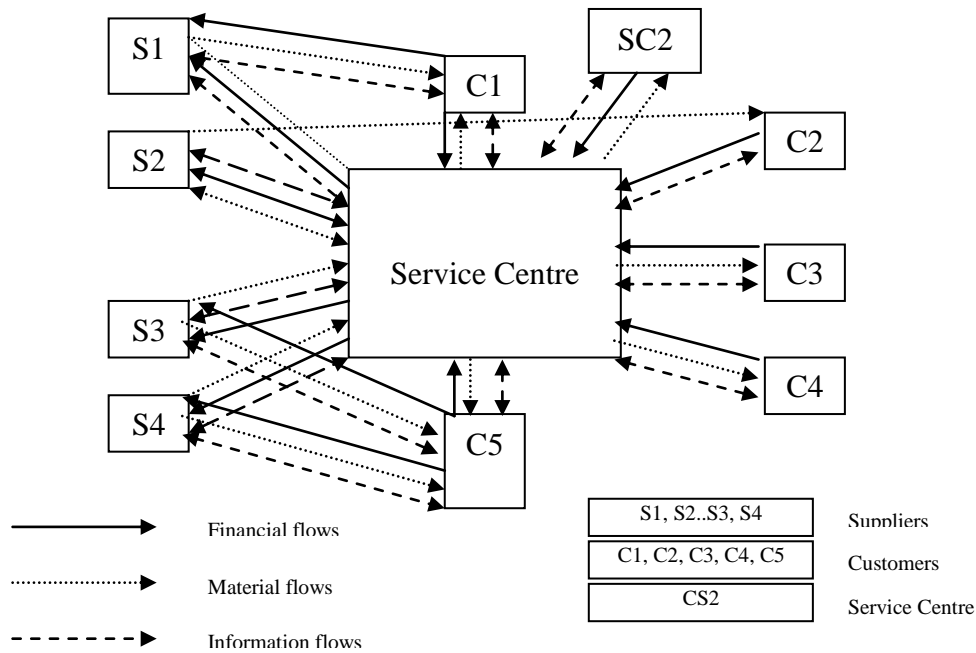 S1
SC2
C1
C2
S2
Service Centre
C3
S3
C4
S4
C5
S1, S2..S3, S4
Suppliers
Financial flows
C1, C2, C3, C4, C5
Customers
Material flows
CS2
Service Centre
Information flows